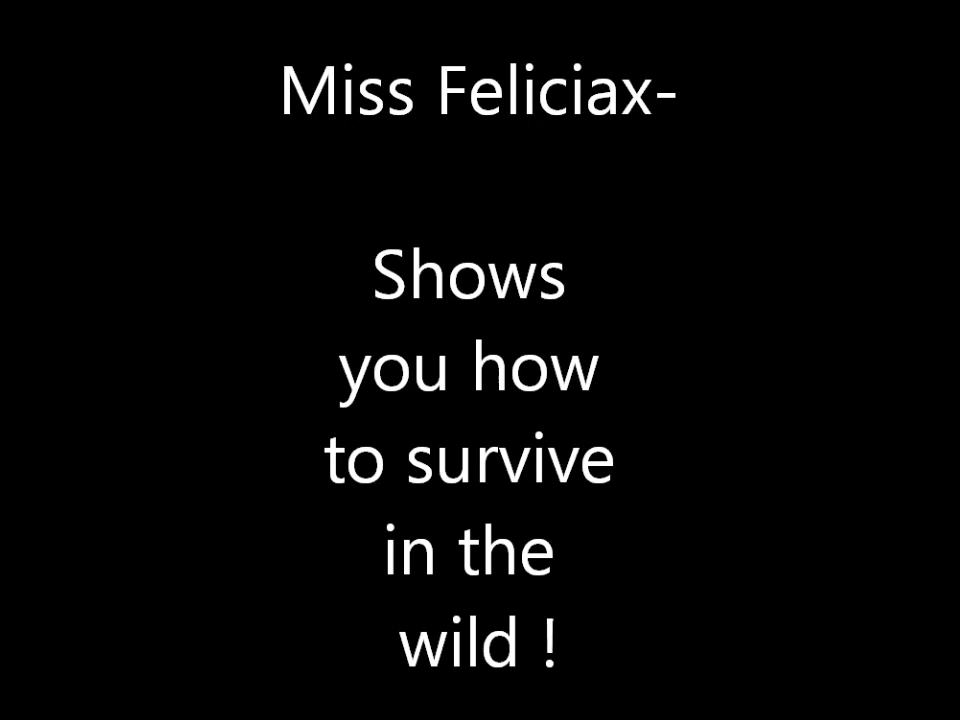 Miss Feliciax-
Shows
you how
to survive
in the
wild !